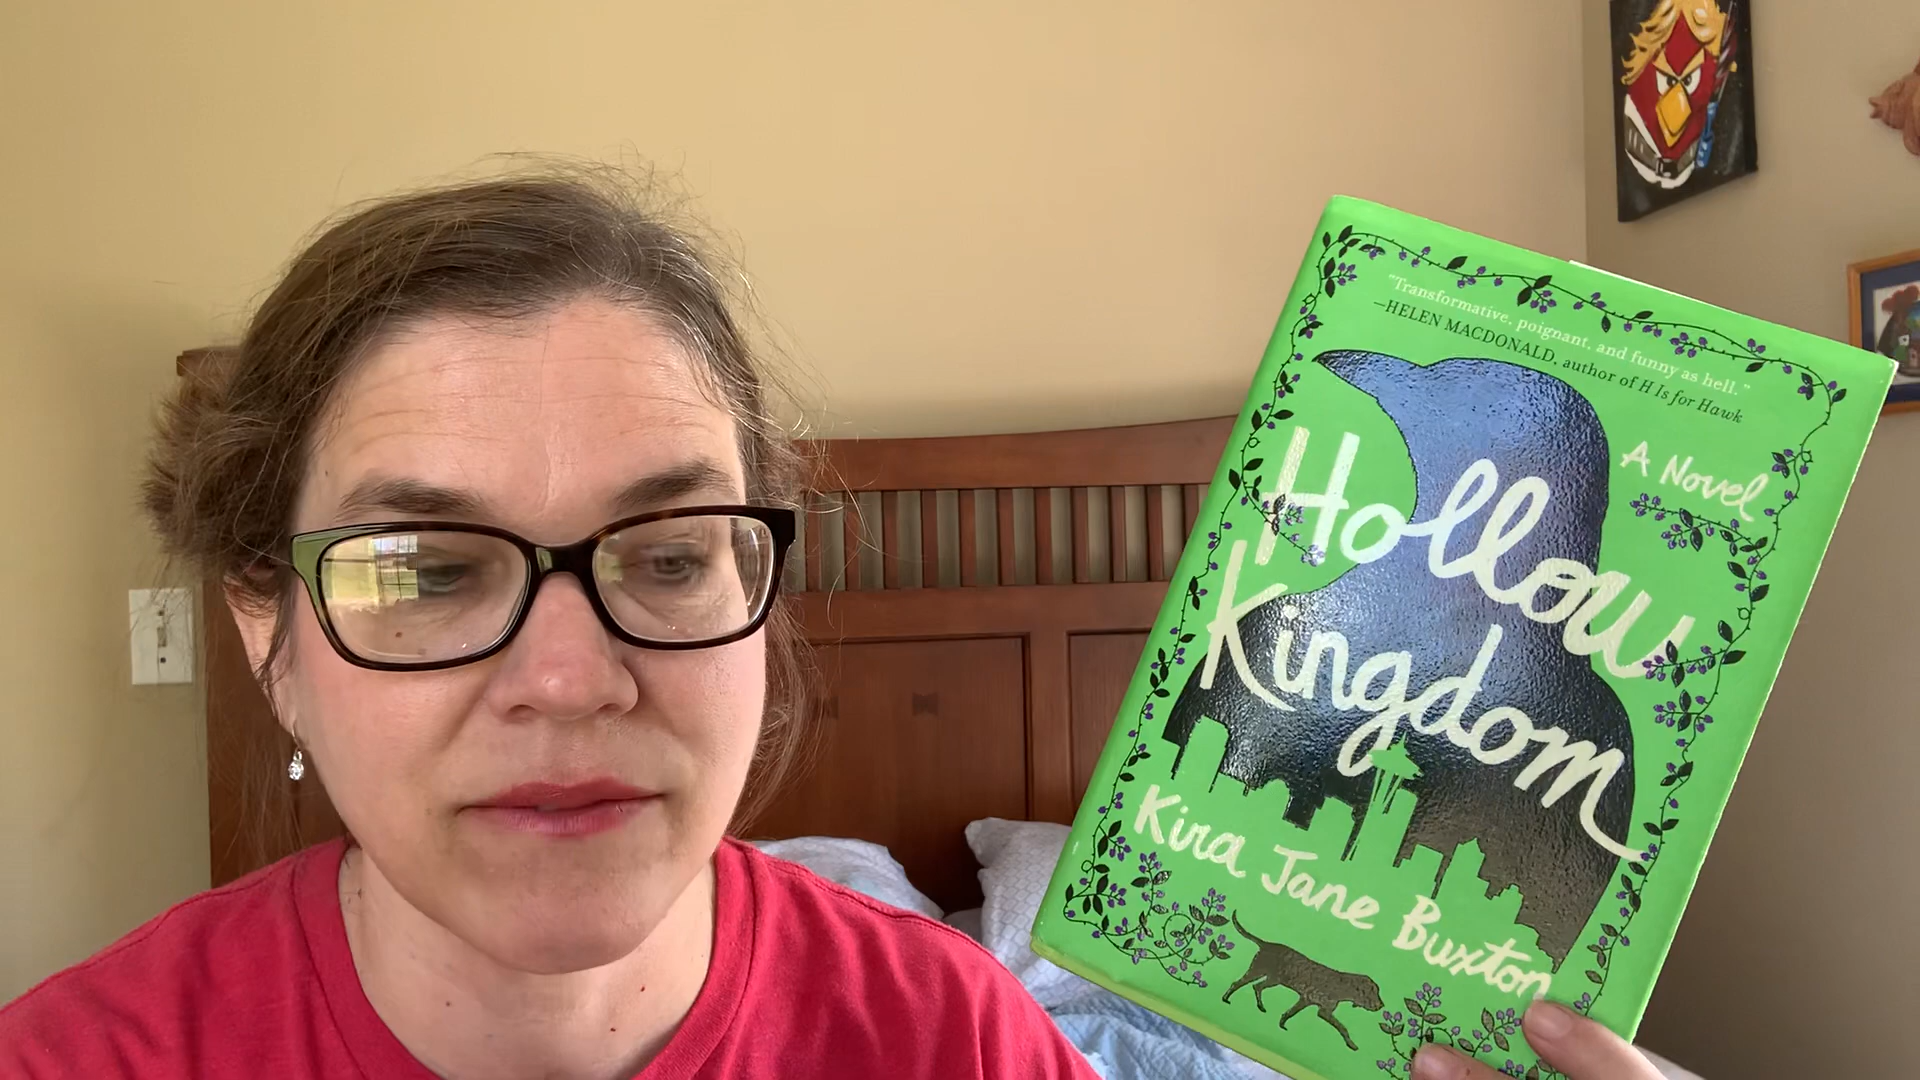 "Transformative, poignant, and funny as hell."
—HELEN MACDONALD, author of H Is for Hawk
A Novel
Hollow
Kingdom
Kira Jane Buxton